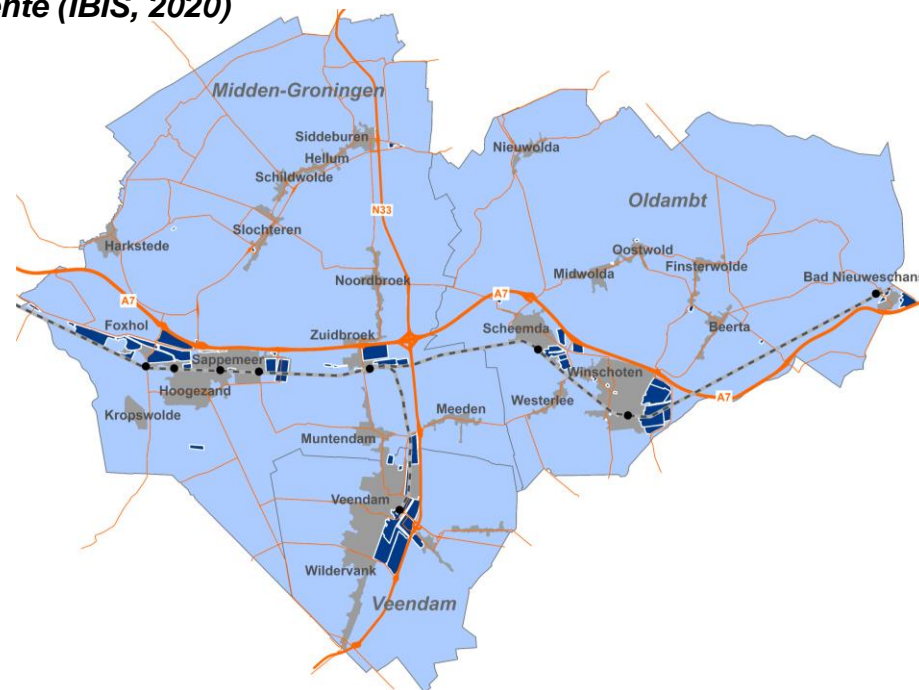 ente (IBIS, 2020)
Midden-Groningen
Siddeburen
Hellum
Schildwolde
Nieuwolda
N33
Oldambt
Slochteren
Harkstede
Oostwold
Noordbroek
Midwolda
Finsterwolde
Bad Nieuweschans
A7
A7
Foxhol
Zuidbroek
Scheemda
Beerta
Sappemeer
Winschoten
Hoogezand
A7
Westerlee
Kropswolde
Meeden
Muntendam
Veendam
Wildervank
Veendam